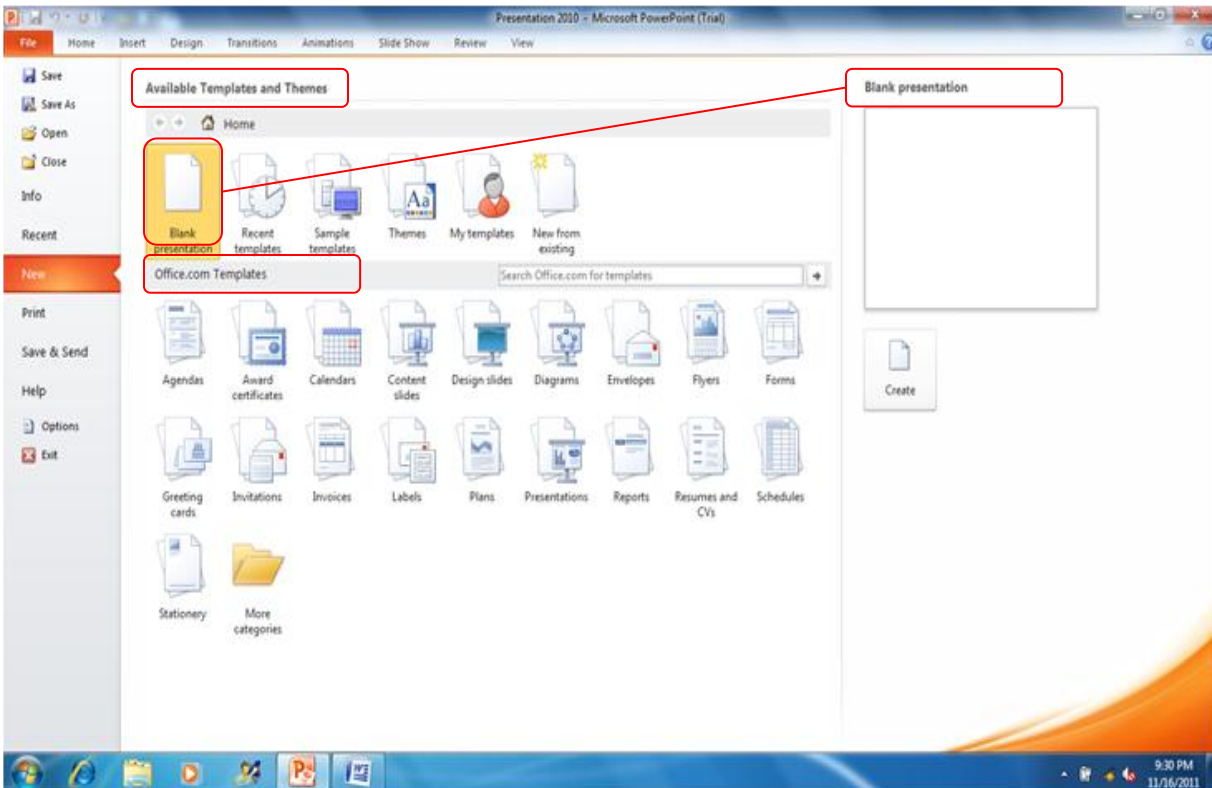 Presentation 2010 - Microsoft PowerPoint (Trial)
File Home Insert Design Transitions Animations Slide Show Review View
Save
Save As
Open
Close
Info
Recent
New
Print
Save & Send
Help
Options
Exit
Available Templates and Themes
Home
Blank presentation
Recent templates
Sample templates
Themes
My templates
New from existing
Office.com Templates
Search Office.com for templates
Agendas
Award certificates
Calendars
Content slides
Design slides
Diagrams
Envelopes
Flyers
Forms
Greeting cards
Invitations
Invoices
Labels
Plans
Presentations
Reports
Resumes and CVs
Schedules
Stationery
More categories
Blank presentation
Create
9:30 PM
11/16/2011